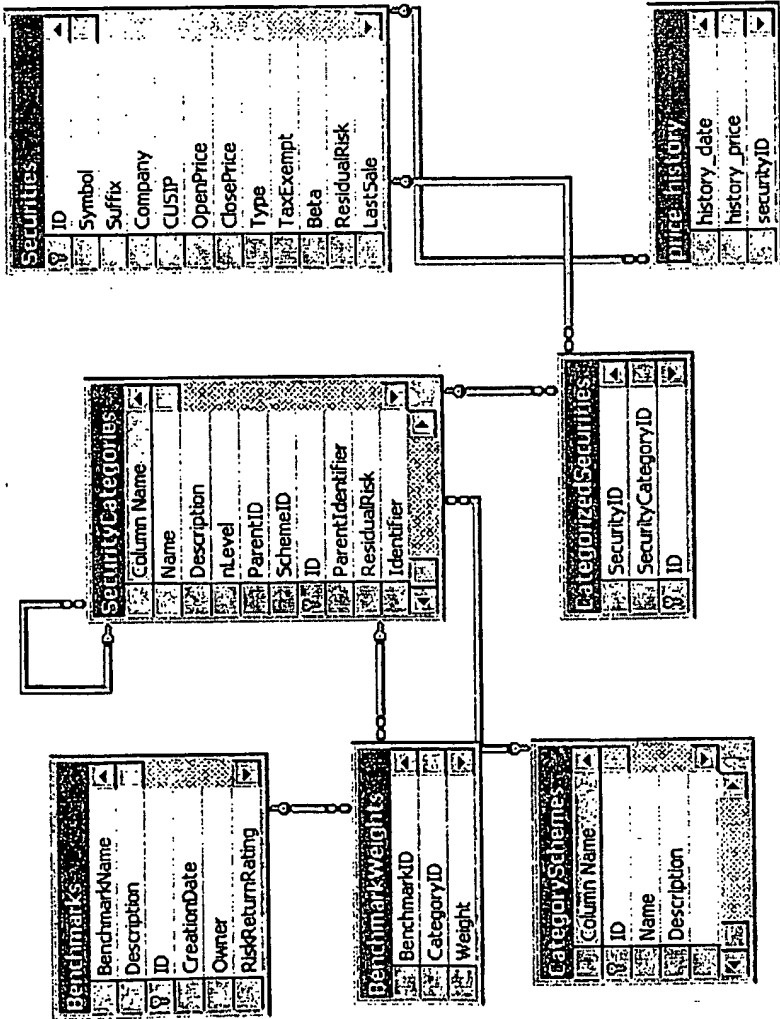 Benchmarks
BenchmarkName
Description
ID
CreationDate
Owner
RiskReturnRating
BenchmarkWeights
BenchmarkID
CategoryID
Weight
CategorySchemes
Column Name
ID
Name
Description
SecurityCategories
Column Name
Name
Description
nLevel
ParentID
SchemeID
ID
ParentIdentifier
ResidualRisk
Identifier
CategorizedSecurities
SecurityID
SecurityCategoryID
ID
Securities
ID
Symbol
Suffix
Company
CUSIP
OpenPrice
ClosePrice
Type
TaxExempt
Beta
ResidualRisk
LastSale
price_history
history_date
history_price
securityID